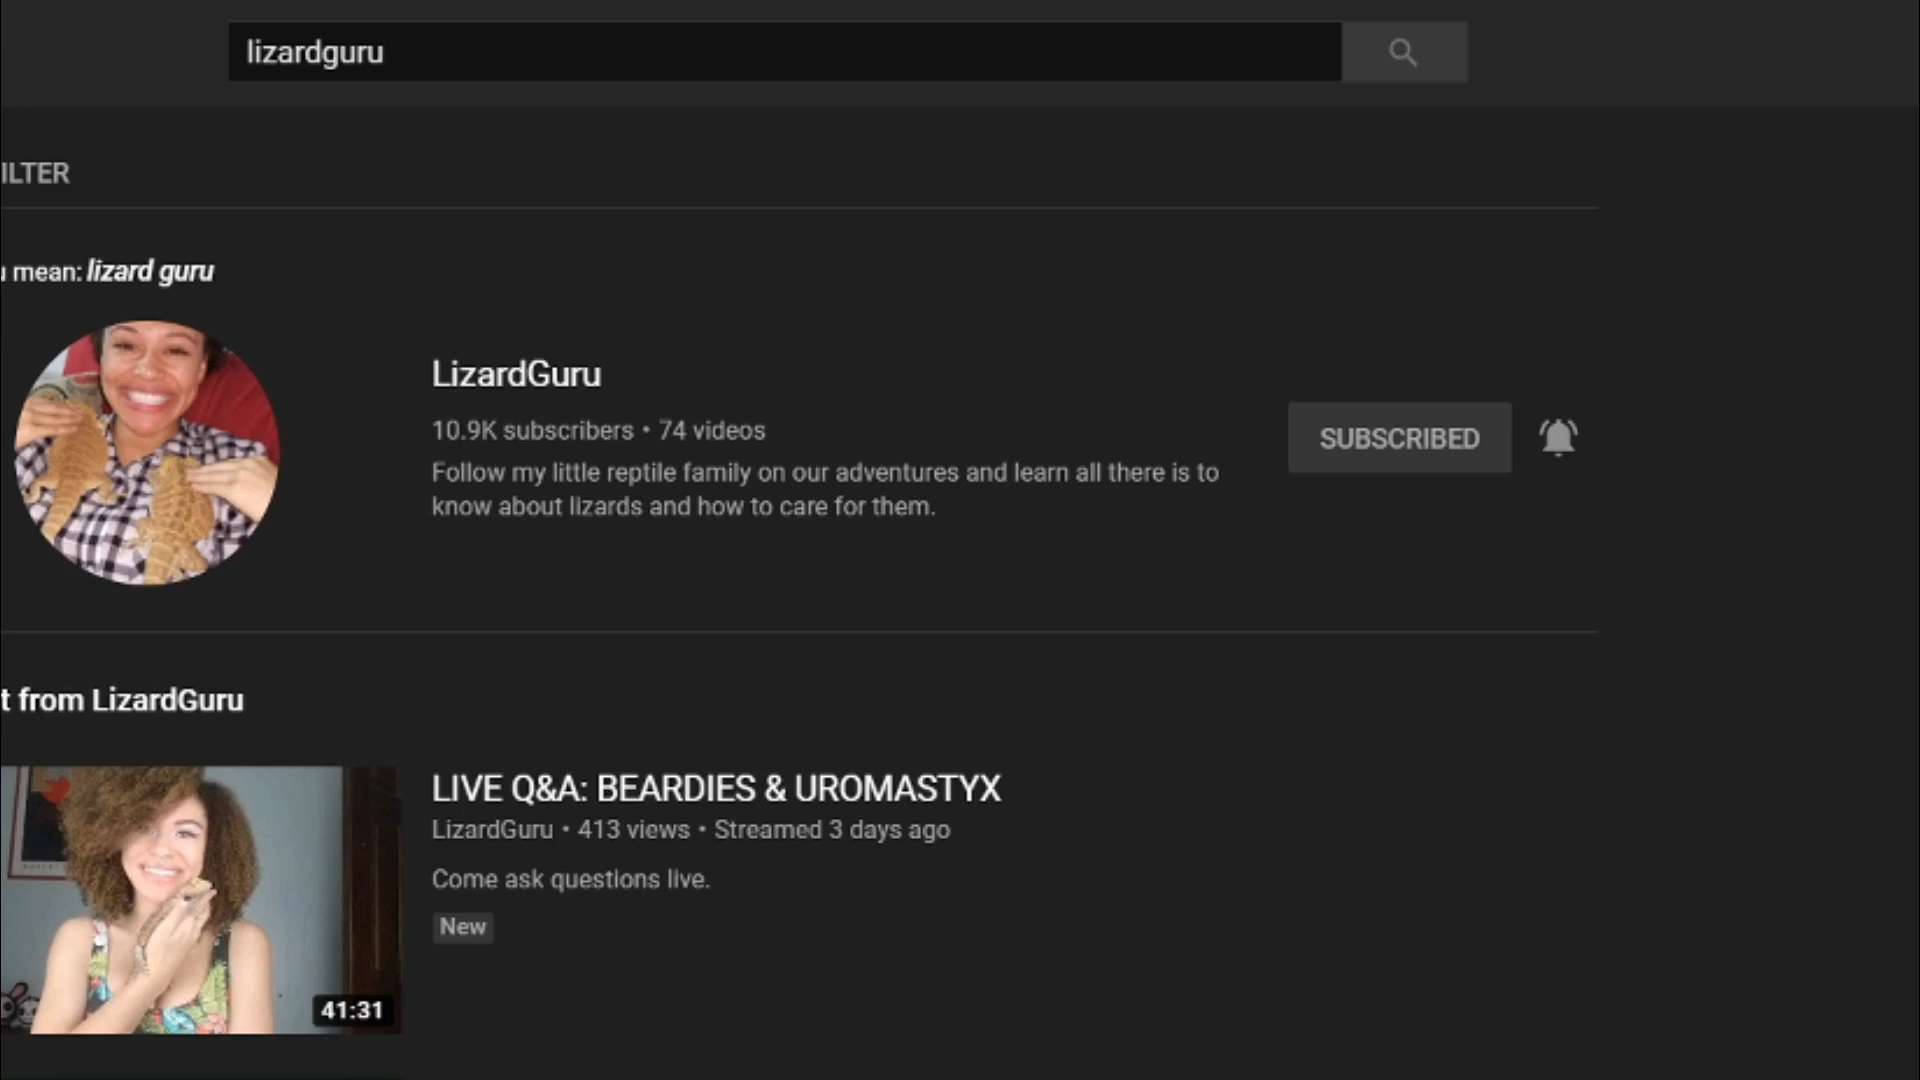 lizardguru
ILTER
u mean: lizard guru
LizardGuru
10.9K subscribers • 74 videos
Follow my little reptile family on our adventures and learn all there is to
know about lizards and how to care for them.
SUBSCRIBED
t from LizardGuru
LIVE Q&A: BEARDIES & UROMASTYX
LizardGuru • 413 views • Streamed 3 days ago
Come ask questions live.
New
41:31